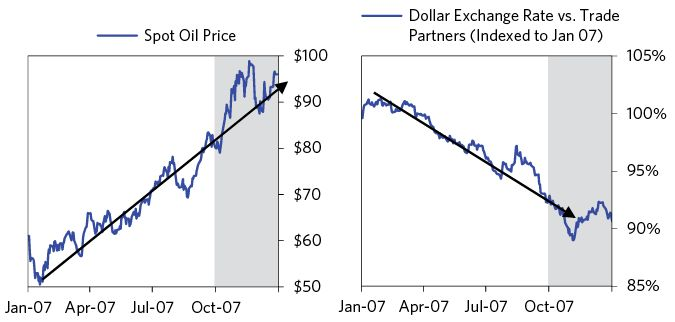 Spot Oil Price
$100
$90
$80
$70
$60
$50
Jan-07 Apr-07 Jul-07 Oct-07
Dollar Exchange Rate vs. Trade
Partners (Indexed to Jan 07)
105%
100%
95%
90%
85%
Jan-07 Apr-07 Jul-07 Oct-07